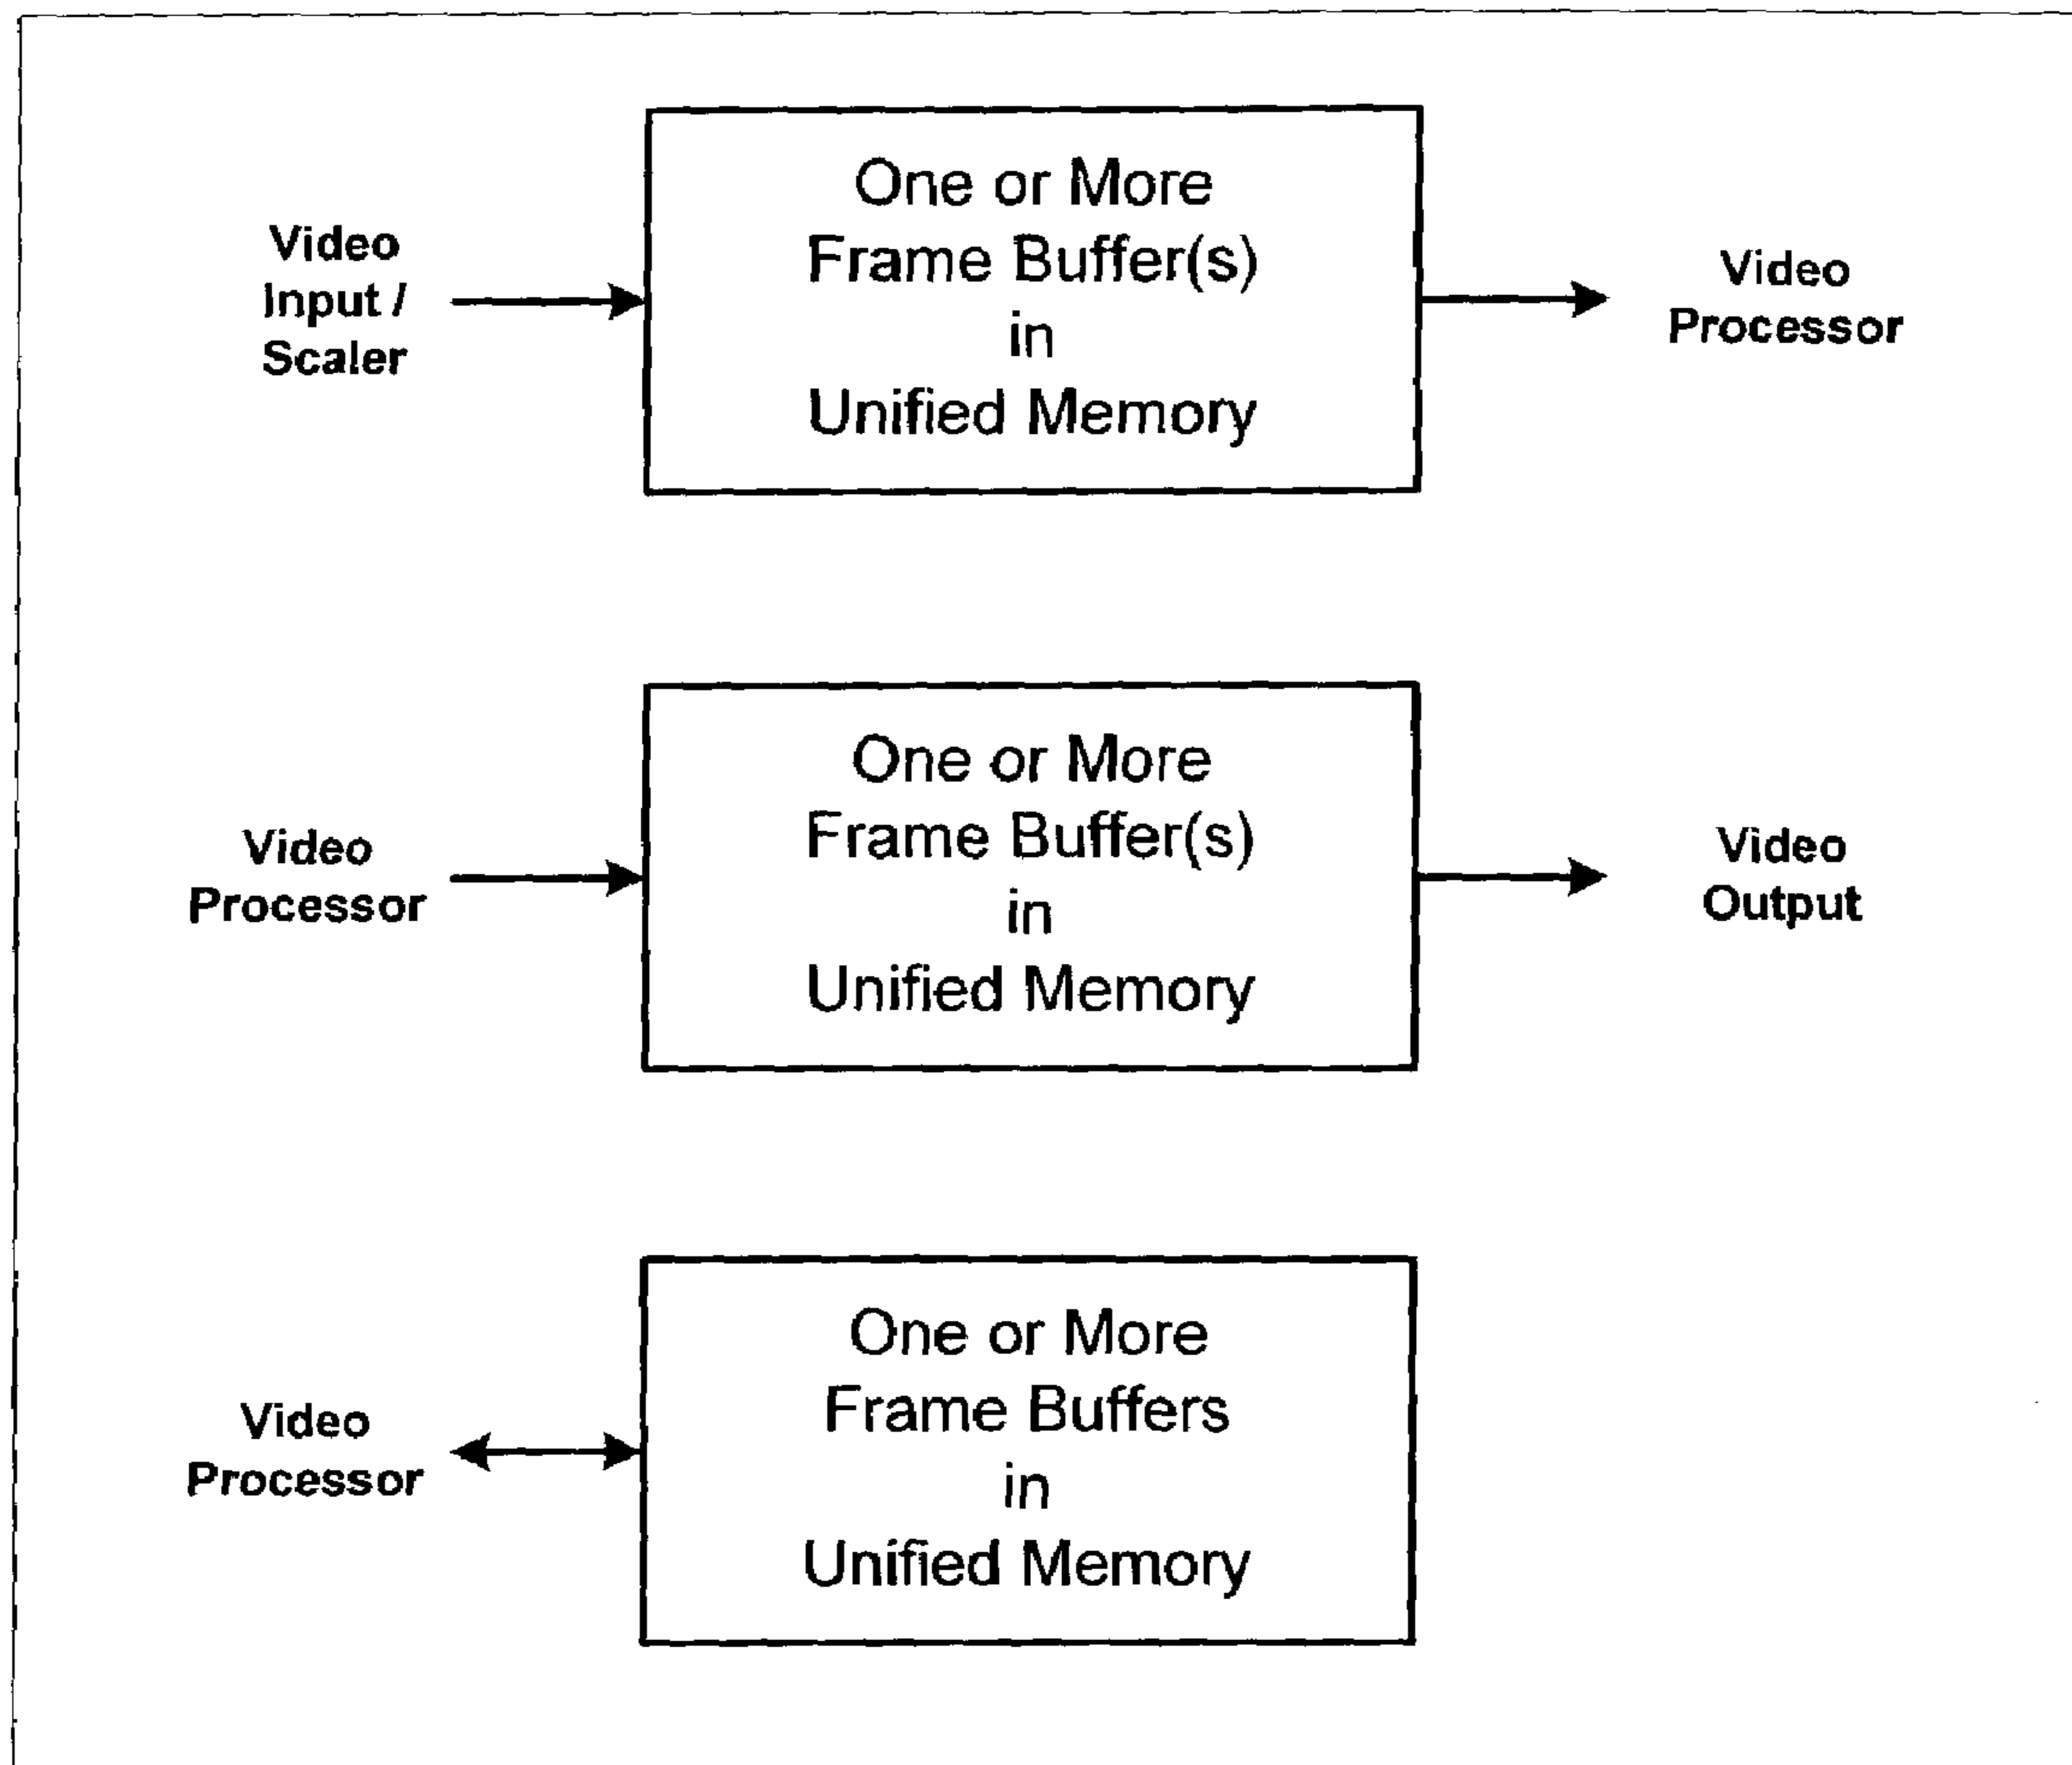 Video
Input /
Scaler
One or More
Frame Buffer(s)
in
Unified Memory
Video
Processor
Video
Processor
One or More
Frame Buffer(s)
in
Unified Memory
Video
Output
Video
Processor
One or More
Frame Buffers
in
Unified Memory